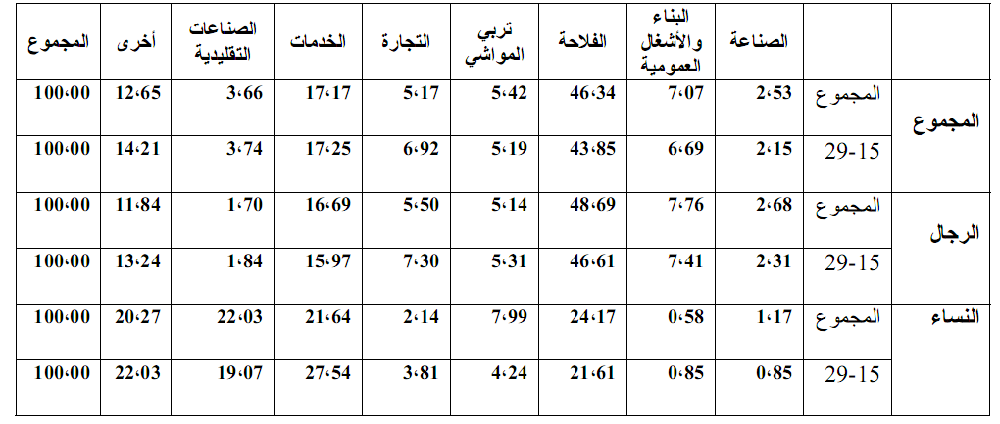 الصناعة البناء والأشغل العمومية الفلاحة تربي المواشي التجارة الخدمات الصناعات التقليدية أخرى المجموع
المجموع المجموع 2،53 7،07 46،34 5،42 5،17 17،17 3،66 12،65 100،00
29-15 2،15 6،69 43،85 5،19 6،92 17،25 3،74 14،21 100،00
الرجال المجموع 2،68 7،76 48،69 5،14 5،50 16،69 1،70 11،84 100،00
29-15 2،31 7،41 46،61 5،31 7،30 15،97 1،84 13،24 100،00
النساء المجموع 1،17 0،58 24،17 7،99 2،14 21،64 22،03 20،27 100،00
29-15 0،85 0،85 21،61 4،24 3،81 27،54 19،07 22،03 100،00